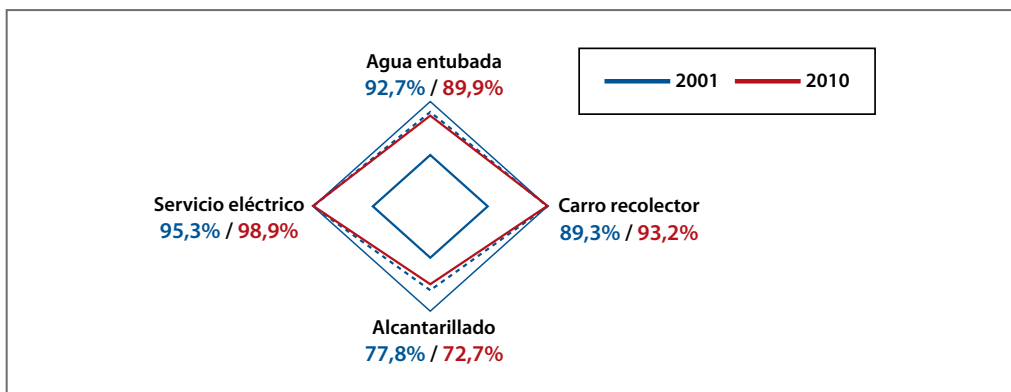 Agua entubada
92,7% / 89,9%
2001
2010
Servicio eléctrico
95,3% / 98,9%
Carro recolector
89,3% / 93,2%
Alcantarillado
77,8% / 72,7%